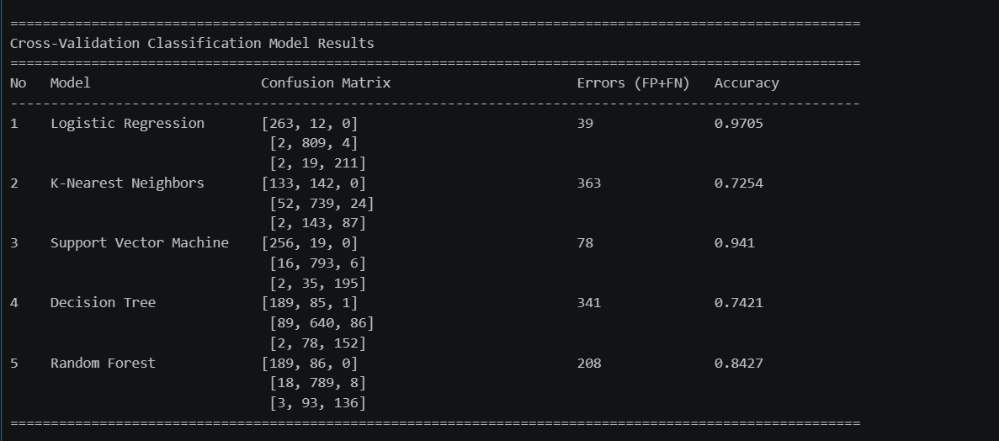 =========================================================================================================
Cross-Validation Classification Model Results
=========================================================================================================
No   Model                     Confusion Matrix                       Errors (FP+FN)   Accuracy
---------------------------------------------------------------------------------------------------------
1    Logistic Regression       [263, 12, 0]                           39               0.9705
                                [2, 809, 4]
                                [2, 19, 211]
2    K-Nearest Neighbors       [133, 142, 0]                          363              0.7254
                                [52, 739, 24]
                                [2, 143, 87]
3    Support Vector Machine    [256, 19, 0]                           78               0.941
                                [16, 793, 6]
                                [2, 35, 195]
4    Decision Tree             [189, 85, 1]                           341              0.7421
                                [89, 640, 86]
                                [2, 78, 152]
5    Random Forest             [189, 86, 0]                           208              0.8427
                                [18, 789, 8]
                                [3, 93, 136]
=========================================================================================================